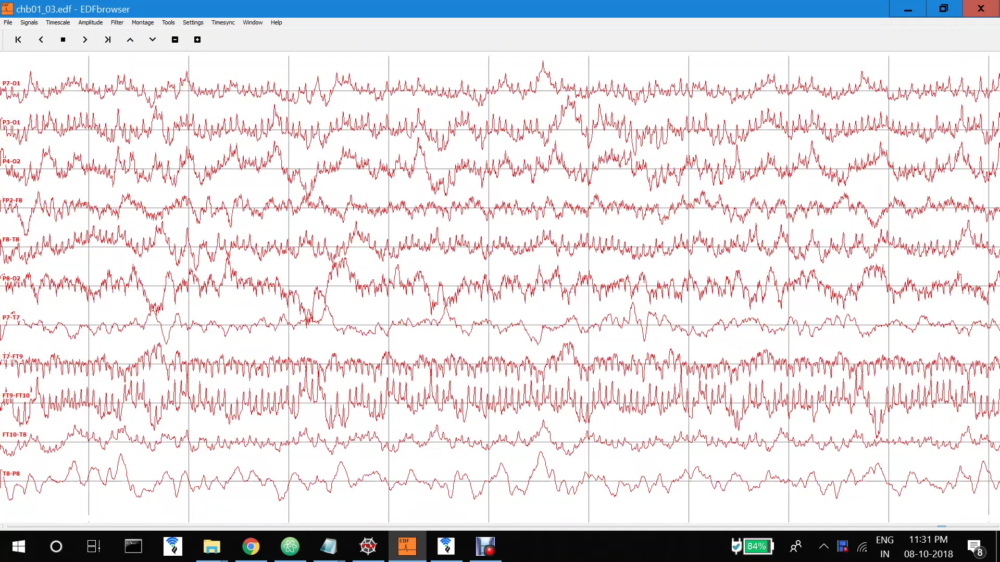 EDF
chb01_03.edf - EDFbrowser
File Signals Timescale Amplitude Filter Montage Tools Settings Timesync Window Help
P7-O1
P3-O1
P4-O2
FP2-F8
F8-T8
P8-O2
P7-T7
T7-FT9
FT9-FT10
FT10-T8
T8-P8
EDF
84%
ENG
IN
11:31 PM
08-10-2018
8